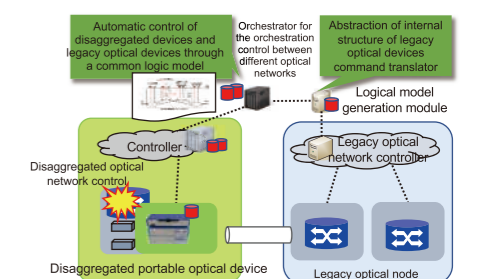 Automatic control of
disaggregated devices and
legacy optical devices through
a common logic model
Orchestrator for
the orchestration
control between
different optical
networks
Abstraction of internal
structure of legacy
optical devices
command translator
Logical model
generation module
Controller
Legacy optical
network controller
Disaggregated optical
network control
Disaggregated portable optical device
Legacy optical node